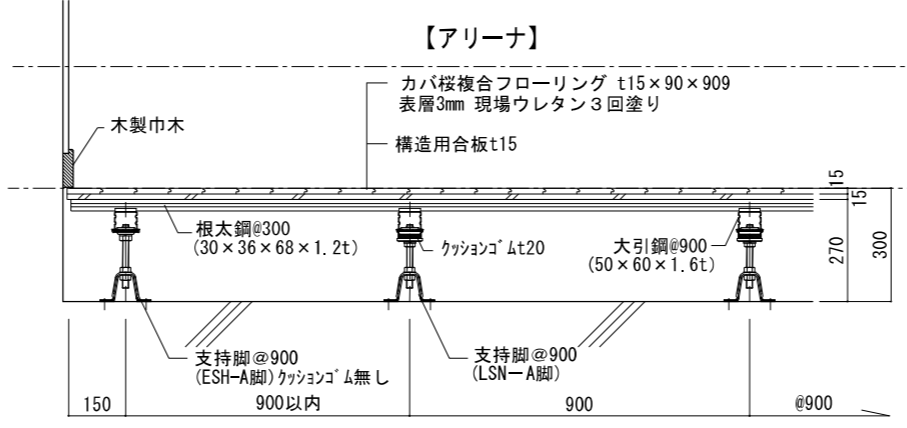 【アリーナ】
カバ桜複合フローリング t15×90×909
表層3mm 現場ウレタン3回塗り
木製巾木
構造用合板t15
15
15
根太鋼@300
(30×36×68×1.2t)
クッションゴムt20
大引鋼@900
(50×60×1.6t)
270
300
支持脚@900
(ESH-A脚)クッションゴム無し
支持脚@900
(LSN-A脚)
150
900以内
900
@900